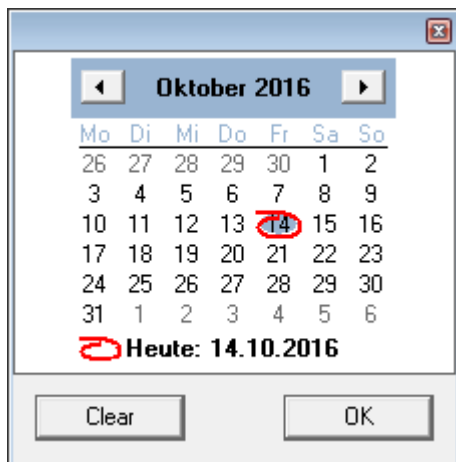 Oktober 2016
Mo Di Mi Do Fr Sa So
26 27 28 29 30 1 2
3 4 5 6 7 8 9
10 11 12 13 14 15 16
17 18 19 20 21 22 23
24 25 26 27 28 29 30
31 1 2 3 4 5 6
Heute: 14.10.2016
Clear OK